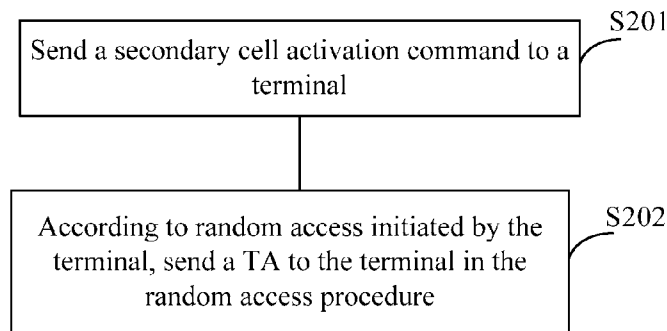 S201
Send a secondary cell activation command to a
terminal
S202
According to random access initiated by the
terminal, send a TA to the terminal in the
random access procedure